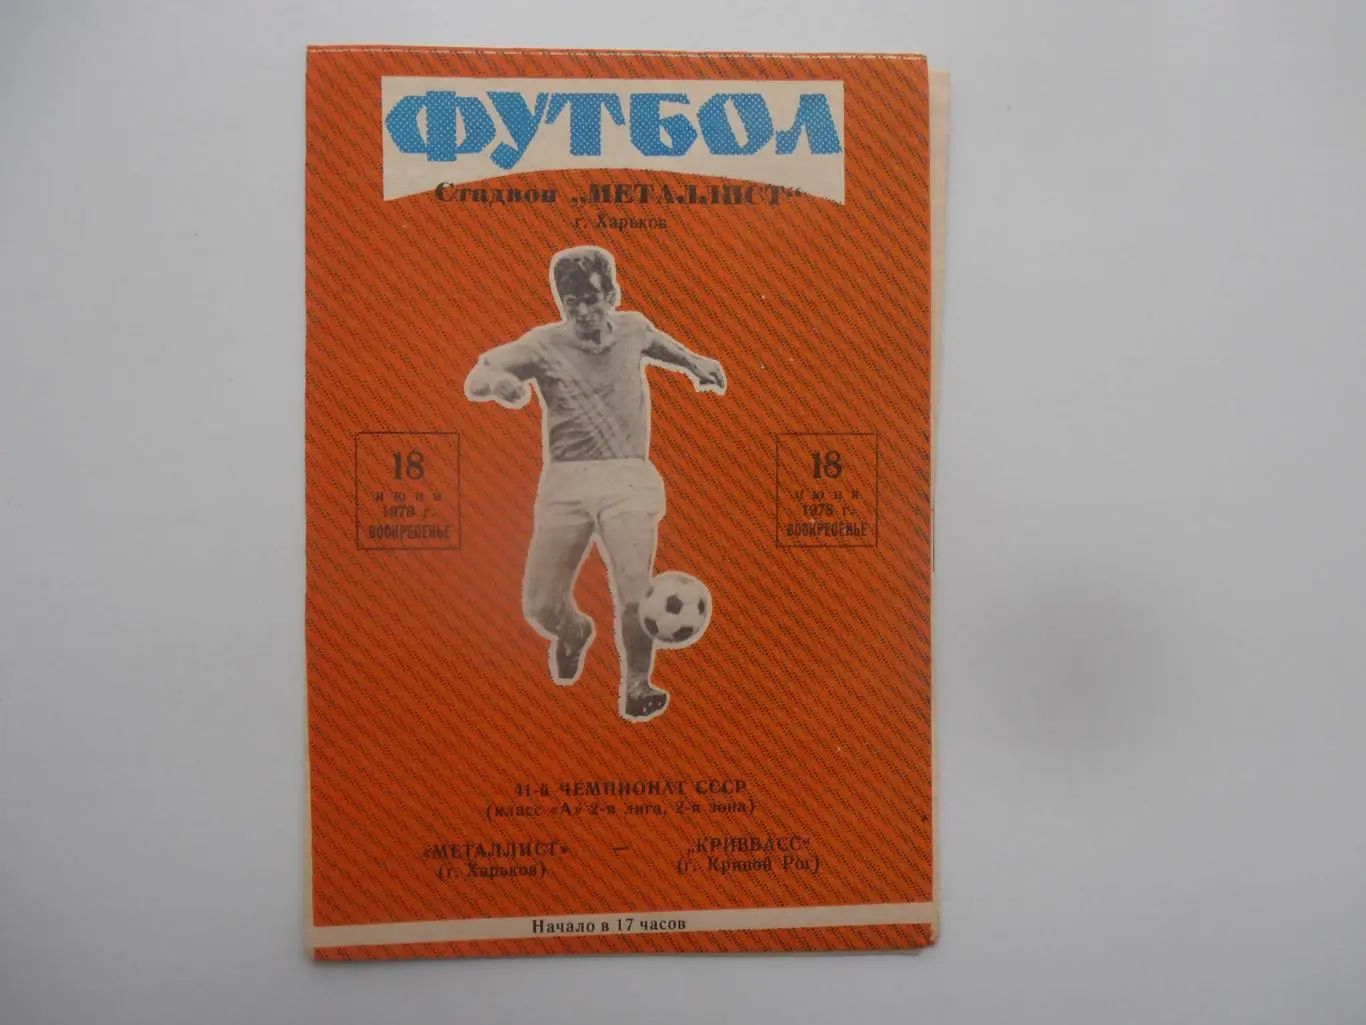 ФУТБОЛ
Стадион „МЕТАЛЛИСТ“
г. Харьков
18
июня
1978 г.
ВОСКРЕСЕНЬЕ
18
июня
1978 г.
ВОСКРЕСЕНЬЕ
41-й ЧЕМПИОНАТ СССР
(класс «А» 2-я лига, 2-я зона)
«МЕТАЛЛИСТ» — „КРИВБАСС“
(г. Харьков) (г. Кривой Рог)
Начало в 17 часов